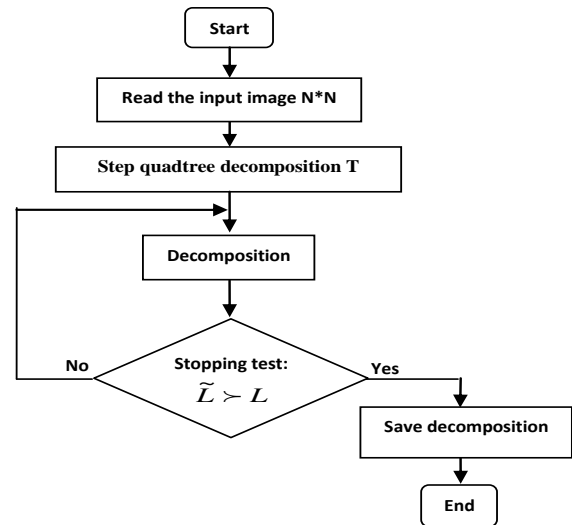 Start
Read the input image N*N
Step quadtree decomposition T
Decomposition
No
Stopping test:
Yes
L̃ ≻ L
Save decomposition
End